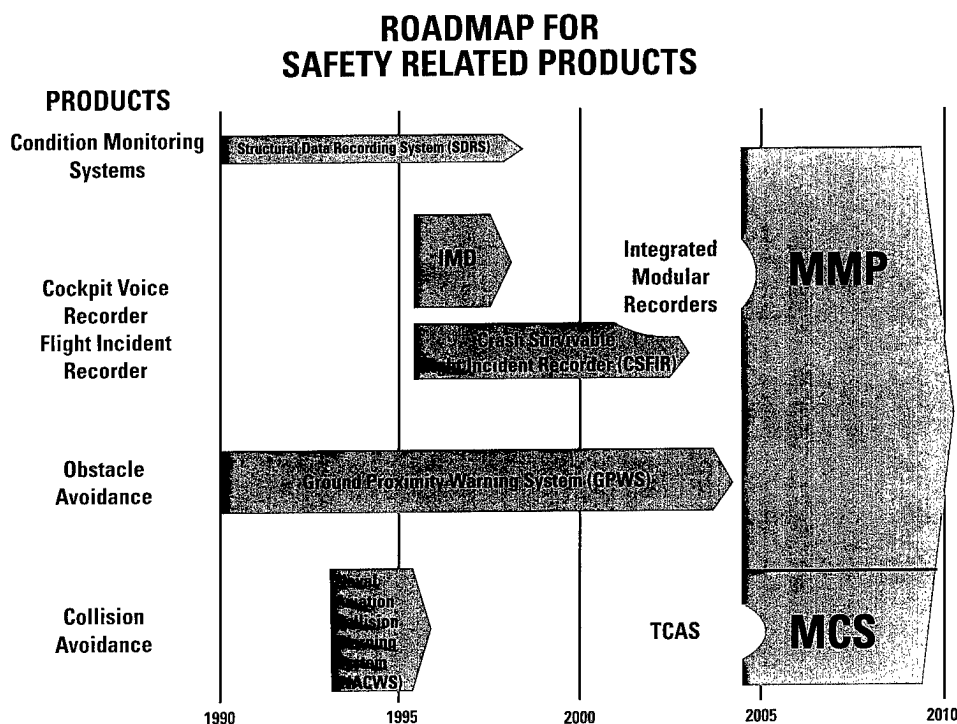 ROADMAP FOR
SAFETY RELATED PRODUCTS
PRODUCTS
Condition Monitoring
Systems
Structural Data Recording System (SDRS)
IMD
Integrated
Modular
Recorders
MMP
Cockpit Voice
Recorder
Flight Incident
Recorder
Crash Survivable
Incident Recorder (CSFIR)
Obstacle
Avoidance
Ground Proximity Warning System (GPWS)
Collision
Avoidance
TCAS
MCS
1990
1995
2000
2005
2010